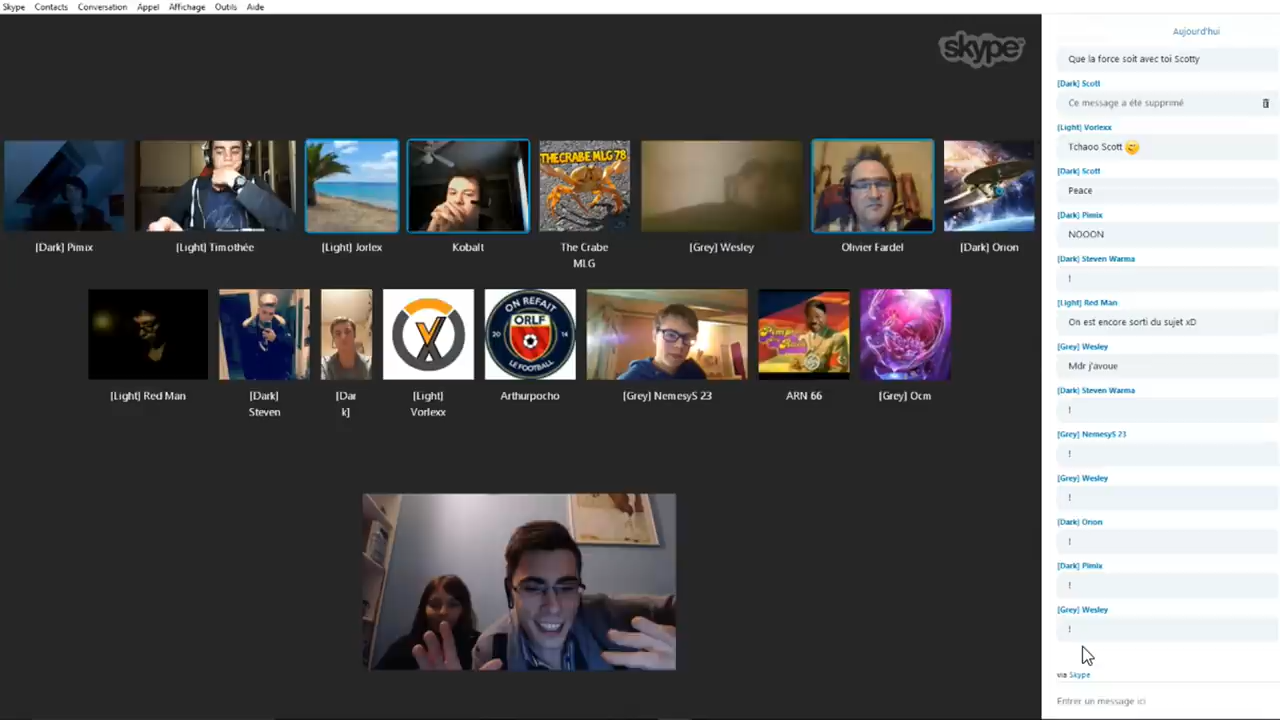 Skype Contacts Conversation Appel Affichage Outils Aide
skype
THECRABE MLG 78
[Dark] Pimix
[Light] Timothée
[Light] Jorlex
Kobalt
The Crabe
MLG
[Grey] Wesley
Olivier Fardel
[Dark] Orion
ON REFAIT
20 ORLF 14
LE FOOTBALL
[Light] Red Man
[Dark]
Steven
[Dar
k]
[Light]
Vorlexx
Arthurpocho
[Grey] NemesyS 23
ARN 66
[Grey] Ocm
Aujourd'hui
Que la force soit avec toi Scotty
[Dark] Scott
Ce message a été supprimé
[Light] Vorlexx
Tchaoo Scott
[Dark] Scott
Peace
[Dark] Pimix
NOOON
[Dark] Steven Warma
!
[Light] Red Man
On est encore sorti du sujet xD
[Grey] Wesley
Mdr j'avoue
[Dark] Steven Warma
!
[Grey] NemesyS 23
!
[Grey] Wesley
!
[Dark] Orion
!
[Dark] Pimix
!
[Grey] Wesley
!
via Skype
Entrer un message ici